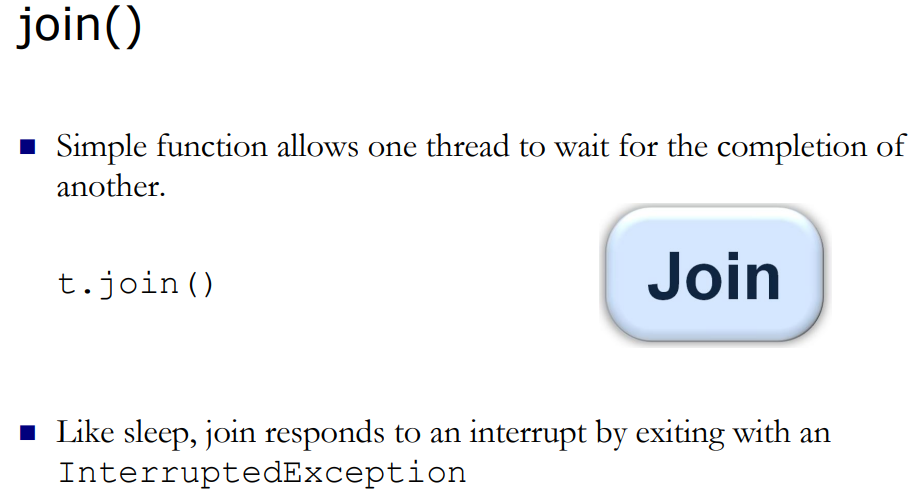 join()
Simple function allows one thread to wait for the completion of
another.
t.join()
Join
Like sleep, join responds to an interrupt by exiting with an
InterruptedException